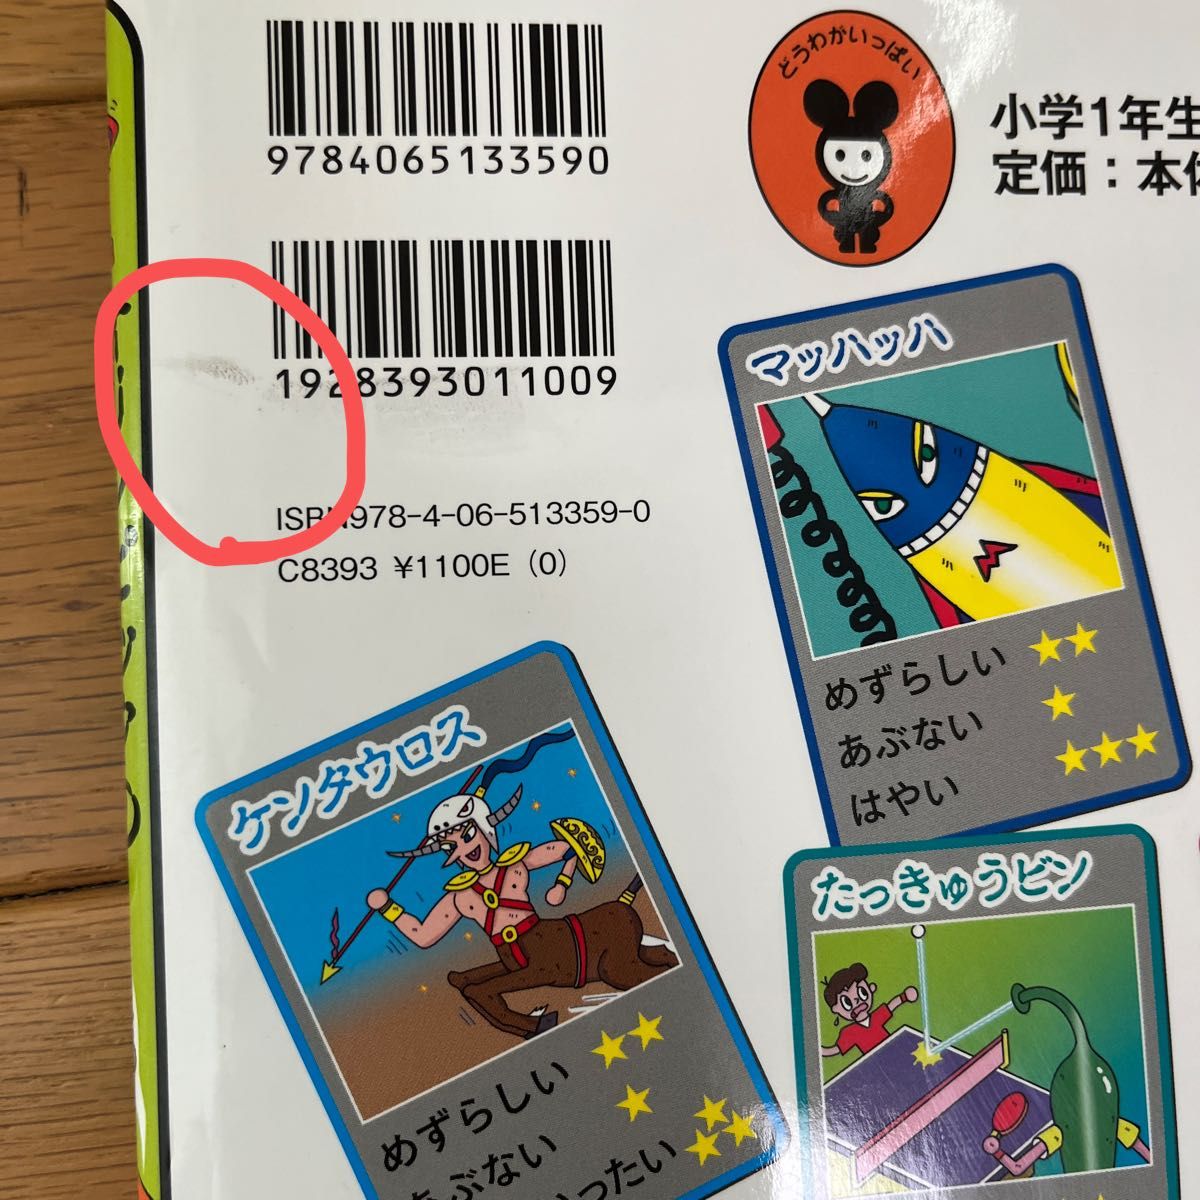 9784065133590
どうわがいっぱい
小学1年生
定価：本体
1928393011009
ISBN978-4-06-513359-0
C8393 ¥1100E (0)
マッハッハ
めずらしい ★★
あぶない ★
はやい ★★★
ケンタウロス
めずらしい ★★
あぶない ★
たっきゅうビン